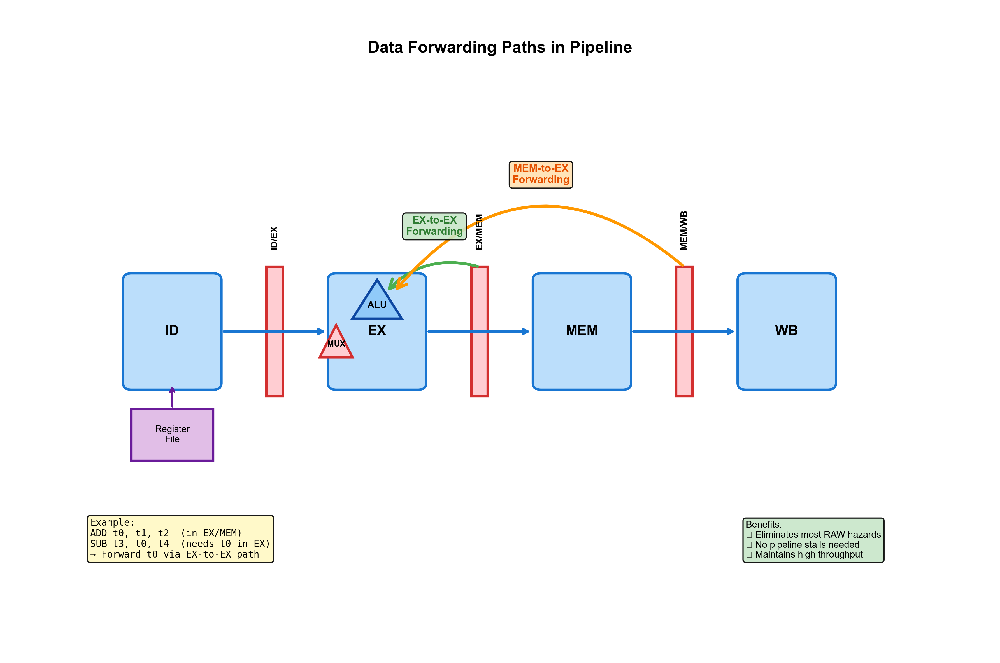 Data Forwarding Paths in Pipeline
MEM-to-EX
Forwarding
EX-to-EX
Forwarding
ID/EX
EX/MEM
MEM/WB
ALU
ID
EX
MEM
WB
MUX
Register
File
Example:
ADD t0, t1, t2  (in EX/MEM)
SUB t3, t0, t4  (needs t0 in EX)
→ Forward t0 via EX-to-EX path
Benefits:
□ Eliminates most RAW hazards
□ No pipeline stalls needed
□ Maintains high throughput